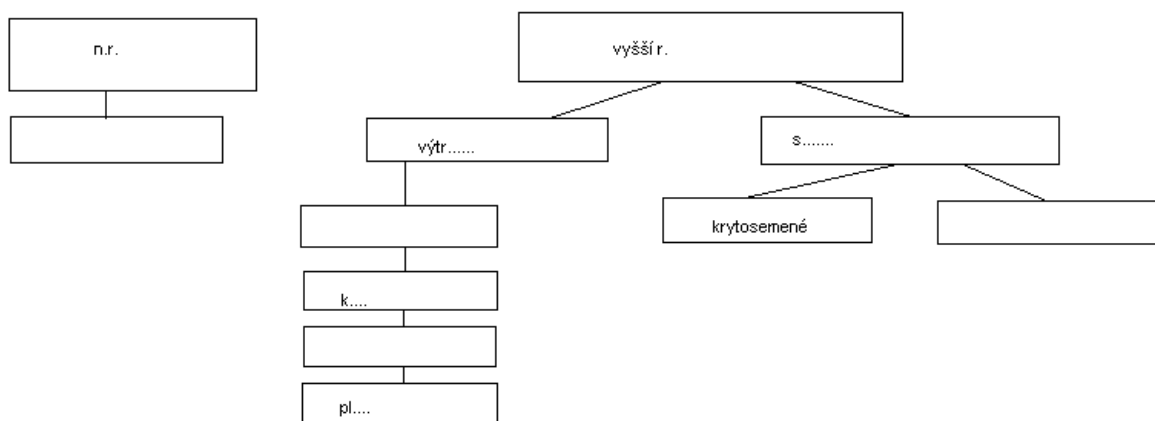 n.r.
vyšší r.
výtr......
s.......
krytosemené
k....
pl....